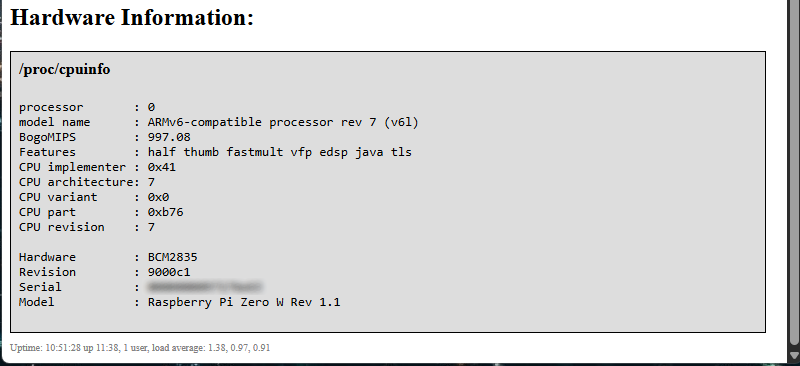 Hardware Information:
/proc/cpuinfo
processor : 0
model name : ARMv6-compatible processor rev 7 (v6l)
BogoMIPS : 997.08
Features : half thumb fastmult vfp edsp java tls
CPU implementer : 0x41
CPU architecture: 7
CPU variant : 0x0
CPU part : 0xb76
CPU revision : 7
Hardware : BCM2835
Revision : 9000c1
Serial :
Model : Raspberry Pi Zero W Rev 1.1
Uptime: 10:51:28 up 11:38, 1 user, load average: 1.38, 0.97, 0.91